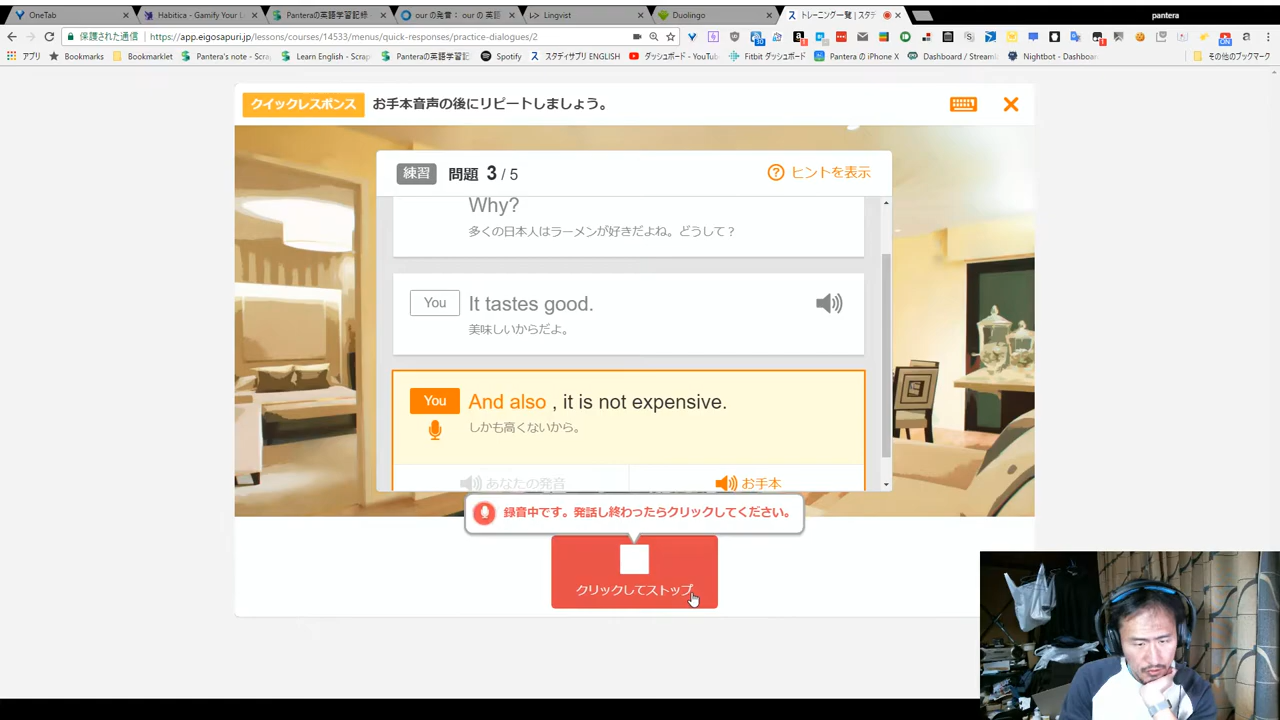 OneTab
Habitica - Gamify Your L
Panteraの英語学習記録
our の発音： our の 英語
Lingvist
Duolingo
トレーニング一覧 | スタデ
pantera
保護された通信
https://app.eigosapuri.jp/lessons/courses/14533/menus/quick-responses/practice-dialogues/2
アプリ
Bookmarks
Bookmarklet
Pantera's note - Scra
Learn English - Scrap
Panteraの英語学習記
Spotify
スタディサプリ ENGLISH
ダッシュボード - YouTu
Fitbit ダッシュボード
Pantera の iPhone X
Dashboard / Streaml
Nightbot - Dashboa
その他のブックマーク
クイックレスポンス
お手本音声の後にリピートしましょう。
練習
問題 3 / 5
ヒントを表示
Why?
多くの日本人はラーメンが好きだよね。どうして？
You
It tastes good.
美味しいからだよ。
You
And also , it is not expensive.
しかも高くないから。
あなたの発音
お手本
録音中です。発話し終わったらクリックしてください。
クリックしてストップ